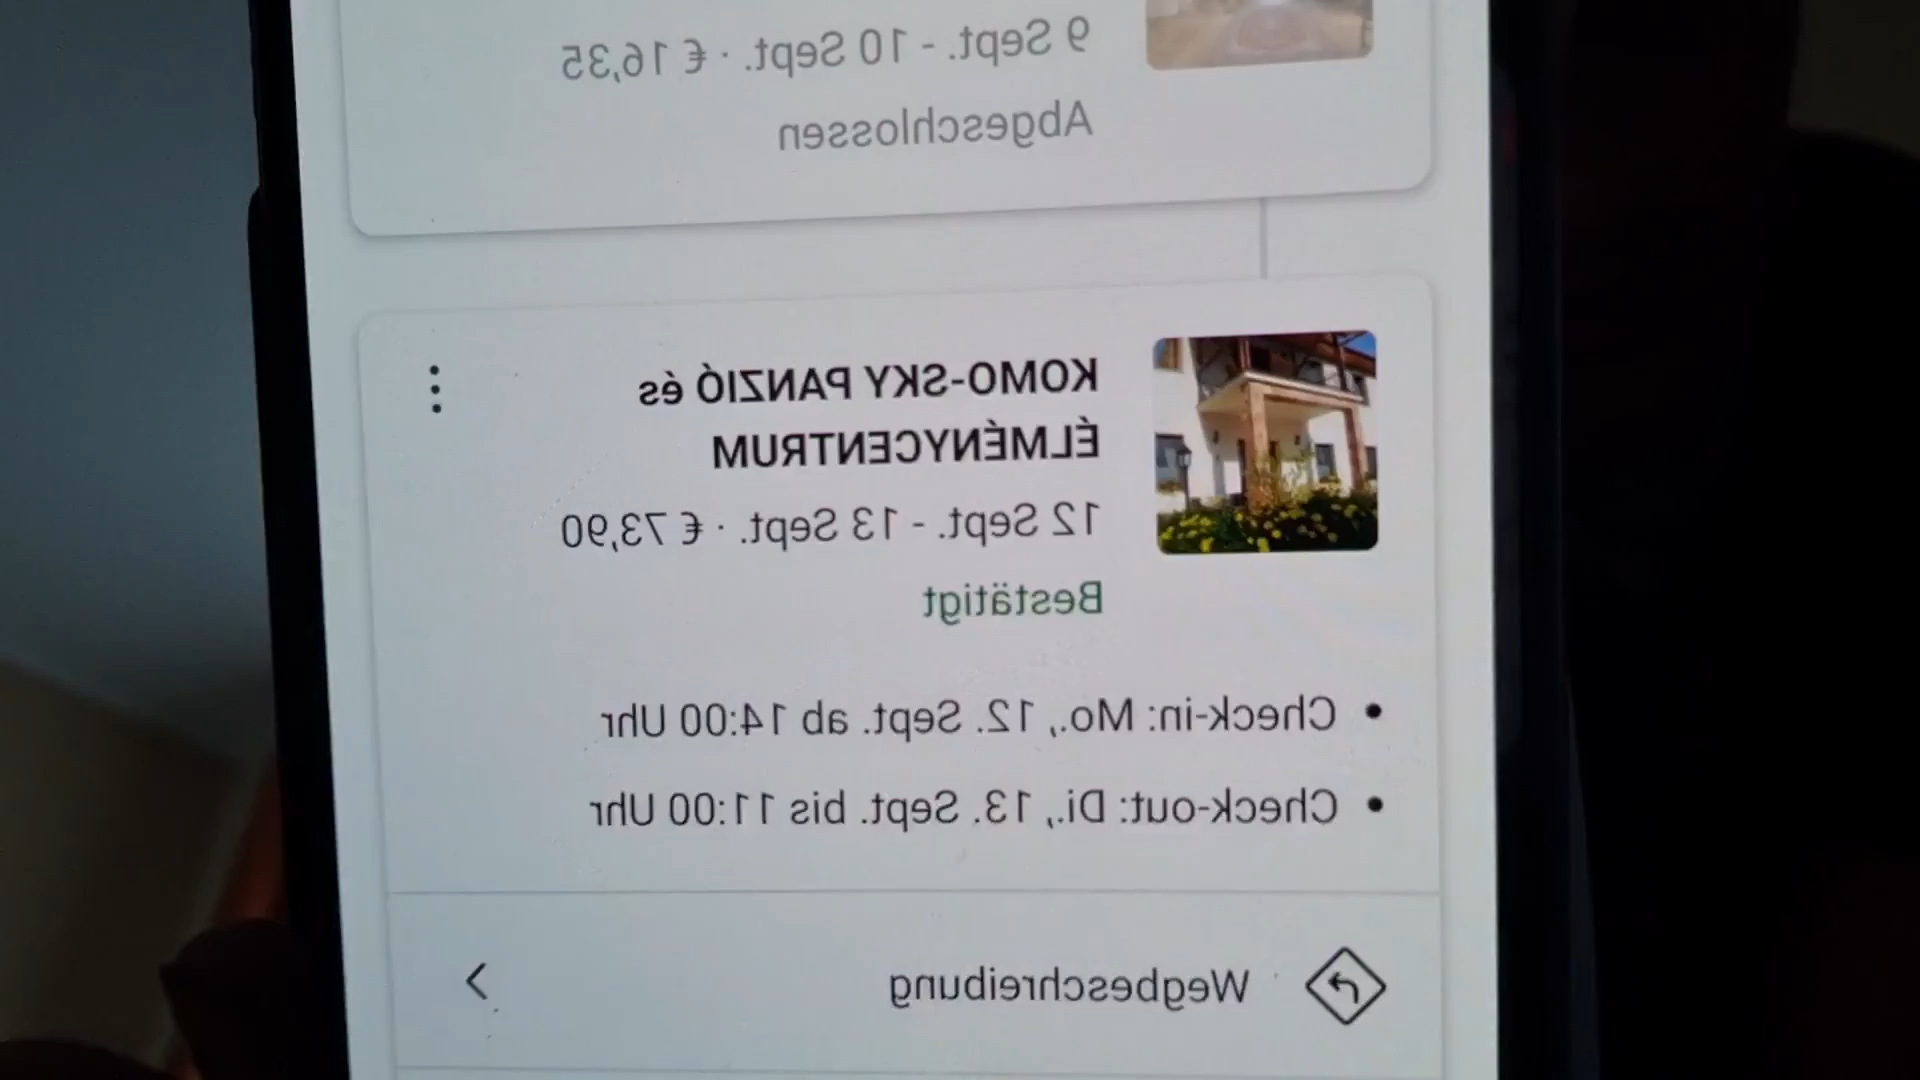 9 Sept. - 10 Sept. · € 16,35
Abgeschlossen
KOMO-SKY PANZIÓ és
ÉLMÉNYCENTRUM
12 Sept. - 13 Sept. · € 73,90
Bestätigt
• Check-in: Mo., 12. Sept. ab 14:00 Uhr
• Check-out: Di., 13. Sept. bis 11:00 Uhr
Wegbeschreibung